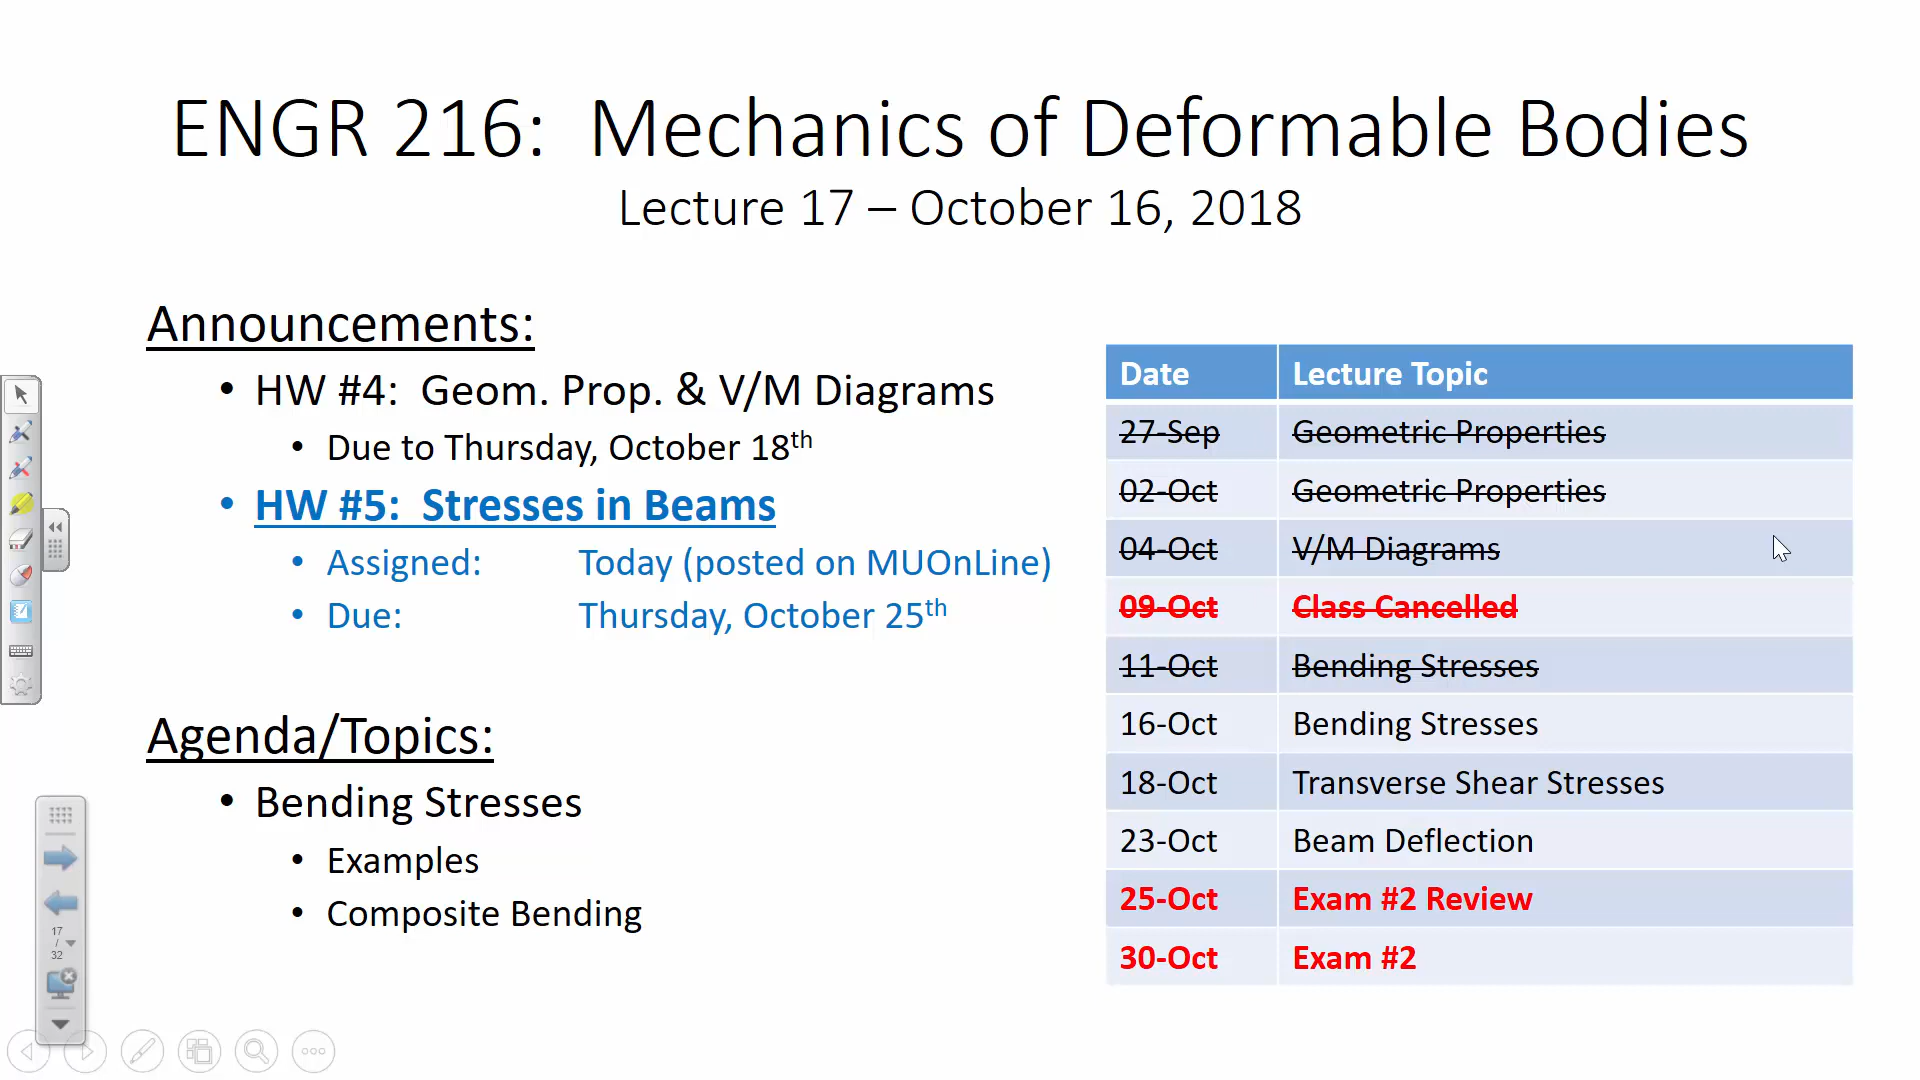 ENGR 216: Mechanics of Deformable Bodies
Lecture 17 – October 16, 2018
Announcements:
• HW #4: Geom. Prop. & V/M Diagrams
• Due to Thursday, October 18th
• HW #5: Stresses in Beams
• Assigned: Today (posted on MUOnLine)
• Due: Thursday, October 25th
Agenda/Topics:
• Bending Stresses
• Examples
• Composite Bending
Date Lecture Topic
27-Sep Geometric Properties
02-Oct Geometric Properties
04-Oct V/M Diagrams
09-Oct Class Cancelled
11-Oct Bending Stresses
16-Oct Bending Stresses
18-Oct Transverse Shear Stresses
23-Oct Beam Deflection
25-Oct Exam #2 Review
30-Oct Exam #2
17
/
32